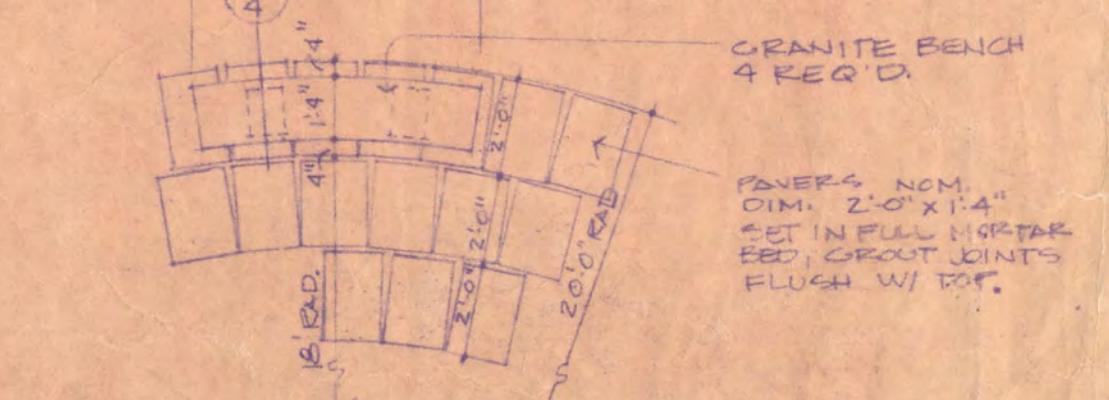 4
GRANITE BENCH
4 REQ'D.
4"
1'-4"
4"
2'-0"
2'-0"
2'-0"
18' RAD.
20'-0" RAD
PAVERS NOM.
DIM. 2'-0" X 1'-4"
SET IN FULL MORTAR
BED, GROUT JOINTS
FLUSH W/ TOP.